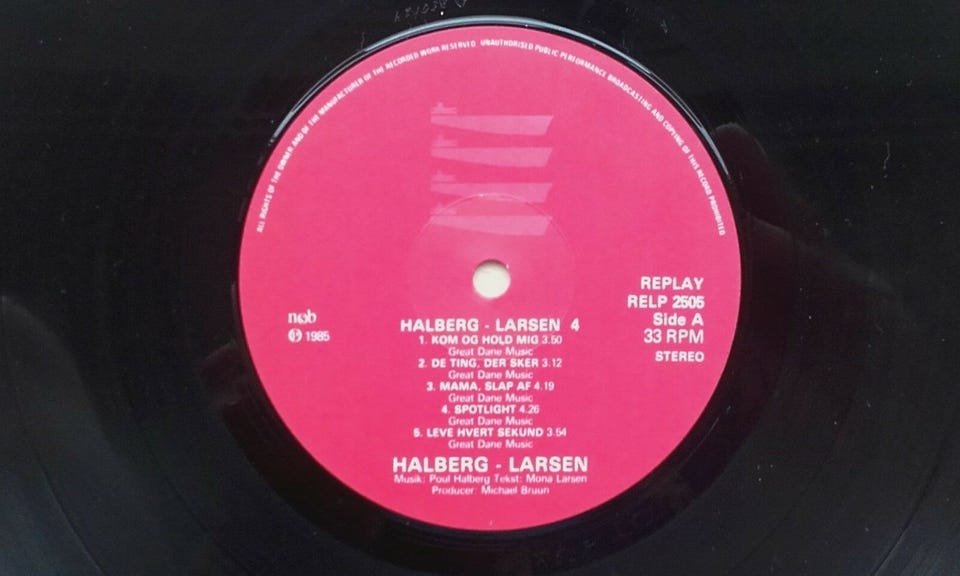 ALL RIGHTS OF THE OWNER AND OF THE MANUFACTURER OF THE RECORDED WORK RESERVED UNAUTHORISED PUBLIC PERFORMANCE BROADCASTING AND COPYING OF THIS RECORD PROHIBITED
REPLAY
RELP 2505
Side A
33 RPM
STEREO
ncb
℗ 1985
HALBERG - LARSEN 4
1. KOM OG HOLD MIG 3.50
Great Dane Music
2. DE TING, DER SKER 3.12
Great Dane Music
3. MAMA, SLAP AF 4.19
Great Dane Music
4. SPOTLIGHT 4.26
Great Dane Music
5. LEVE HVERT SEKUND 3.54
Great Dane Music
HALBERG - LARSEN
Musik: Poul Halberg Tekst: Mona Larsen
Producer: Michael Bruun